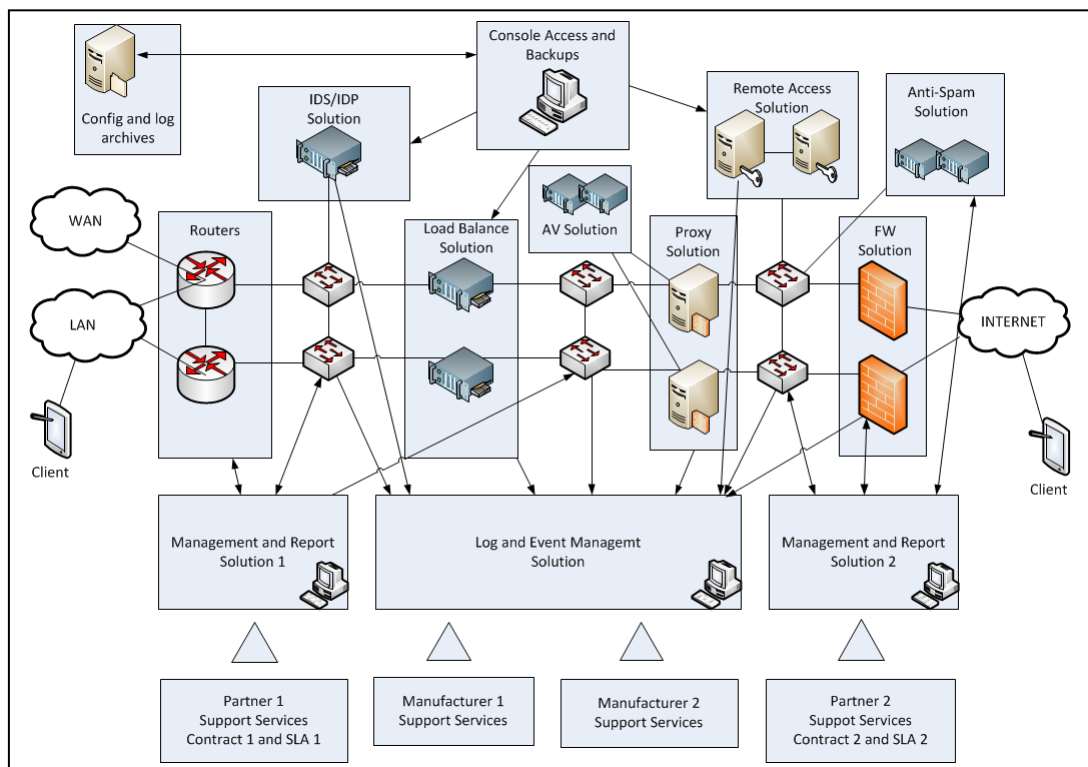 Console Access and
Backups
Config and log
archives
IDS/IDP
Solution
Remote Access
Solution
Anti-Spam
Solution
WAN
Routers
Load Balance
Solution
AV Solution
Proxy
Solution
FW
Solution
LAN
INTERNET
Client
Client
Management and Report
Solution 1
Log and Event Managemt
Solution
Management and Report
Solution 2
Partner 1
Support Services
Contract 1 and SLA 1
Manufacturer 1
Support Services
Manufacturer 2
Support Services
Partner 2
Suppot Services
Contract 2 and SLA 2